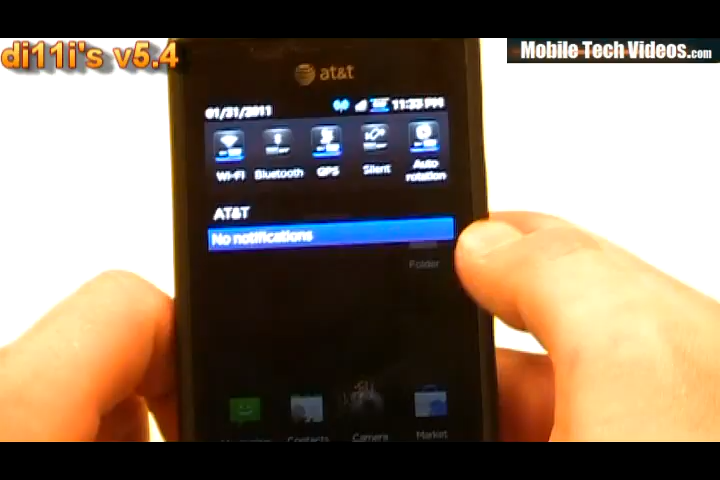 di11i's v5.4
Mobile Tech Videos.com
at&t
01/31/2011 11:33 PM
Wi-Fi Bluetooth GPS Silent Auto rotation
AT&T
No notifications
Folder
Contacts Camera Market